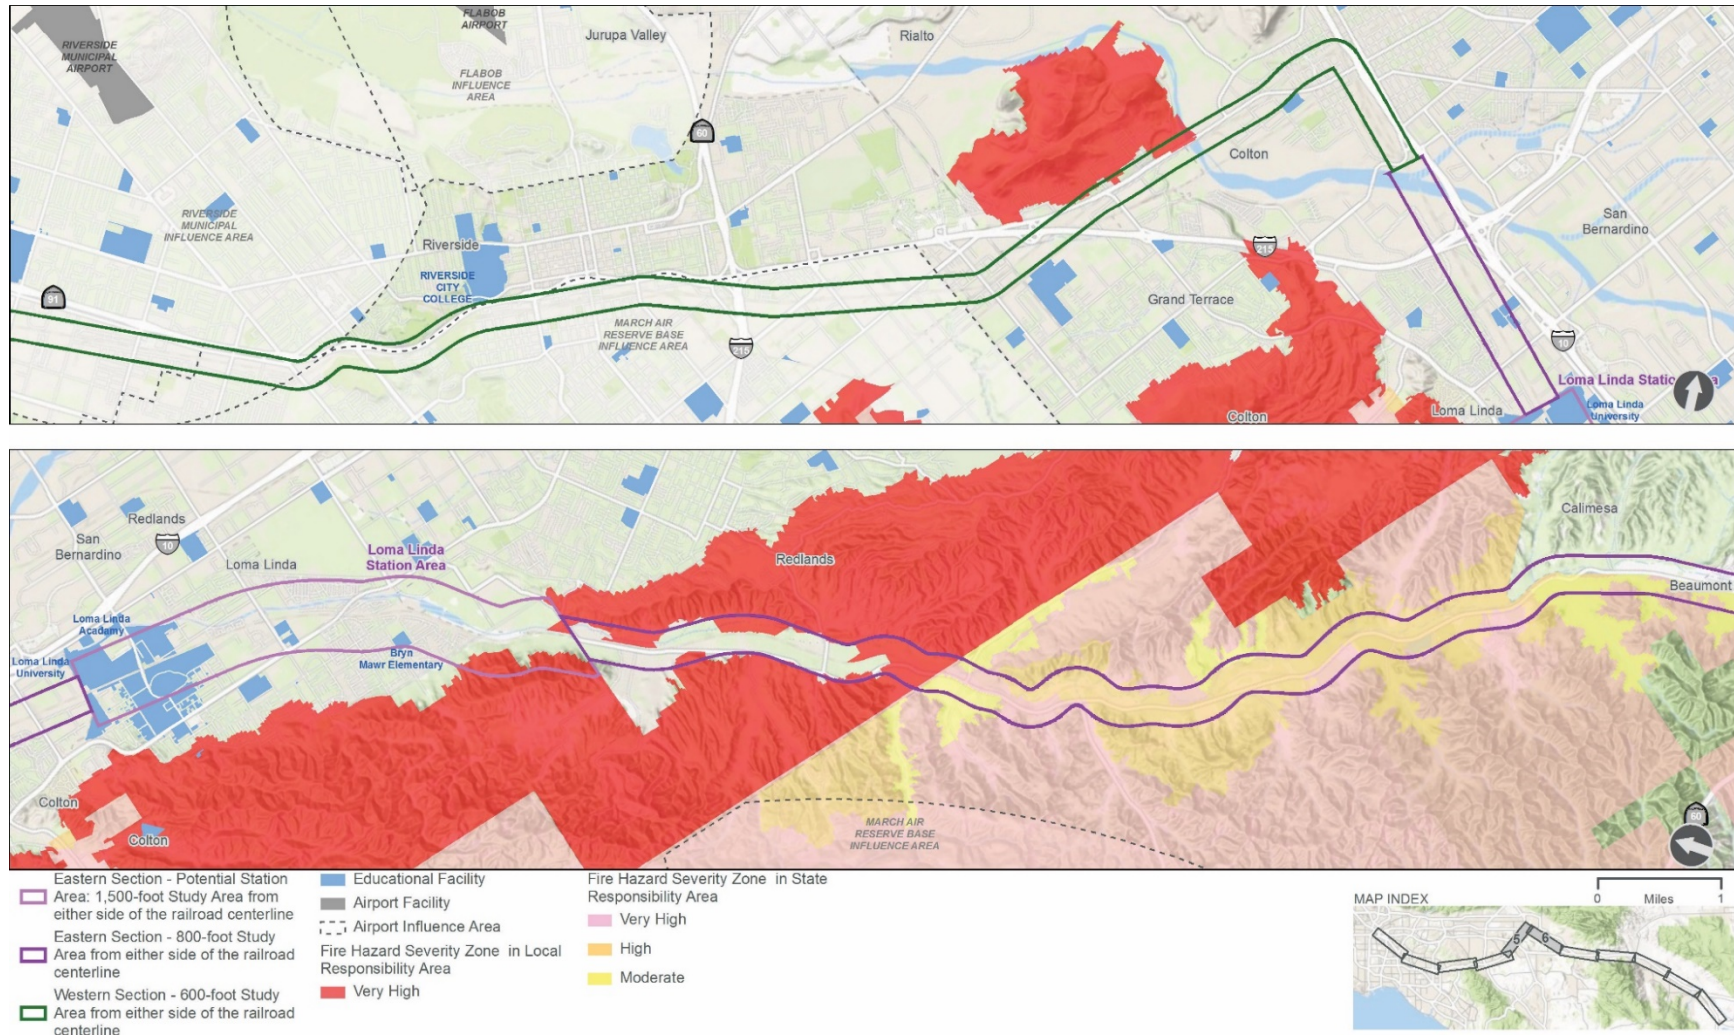 FLABOB
AIRPORT
RIVERSIDE
MUNICIPAL
AIRPORT
Jurupa Valley
Rialto
FLABOB
INFLUENCE
AREA
60
Colton
RIVERSIDE
MUNICIPAL
INFLUENCE AREA
Riverside
San
Bernardino
215
RIVERSIDE
CITY
COLLEGE
91
Grand Terrace
MARCH AIR
RESERVE BASE
INFLUENCE AREA
215
10
Loma Linda
Loma Linda
University
Colton
Loma Linda
Redlands
San
Bernardino
10
Loma Linda
Loma Linda
Station Area
Redlands
Calimesa
Beaumont
Loma Linda
Academy
Loma Linda
University
Bryn
Mawr Elementary
Colton
Colton
MARCH AIR
RESERVE BASE
INFLUENCE AREA
60
Eastern Section - Potential Station
Area: 1,500-foot Study Area from
either side of the railroad centerline
Eastern Section - 800-foot Study
Area from either side of the railroad
centerline
Western Section - 600-foot Study
Area from either side of the railroad
centerline
Educational Facility
Airport Facility
Airport Influence Area
Fire Hazard Severity Zone in Local
Responsibility Area
Very High
Fire Hazard Severity Zone in State
Responsibility Area
Very High
High
Moderate
0 Miles 1
MAP INDEX
5
6